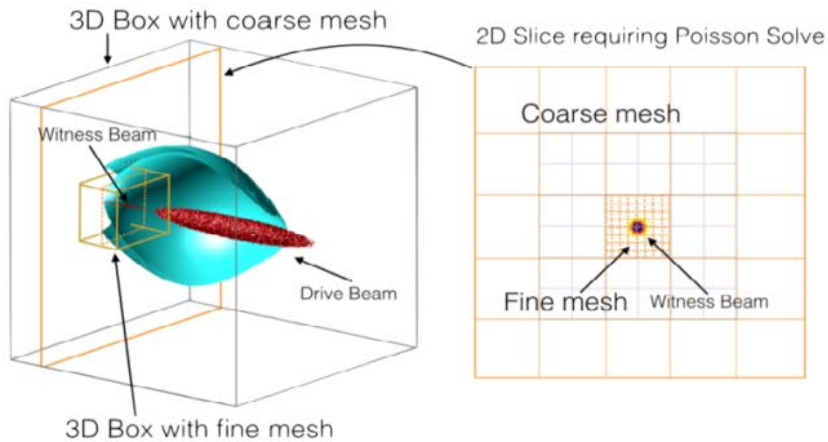 3D Box with coarse mesh
Witness Beam
Drive Beam
3D Box with fine mesh
2D Slice requiring Poisson Solve
Coarse mesh
Fine mesh
Witness Beam